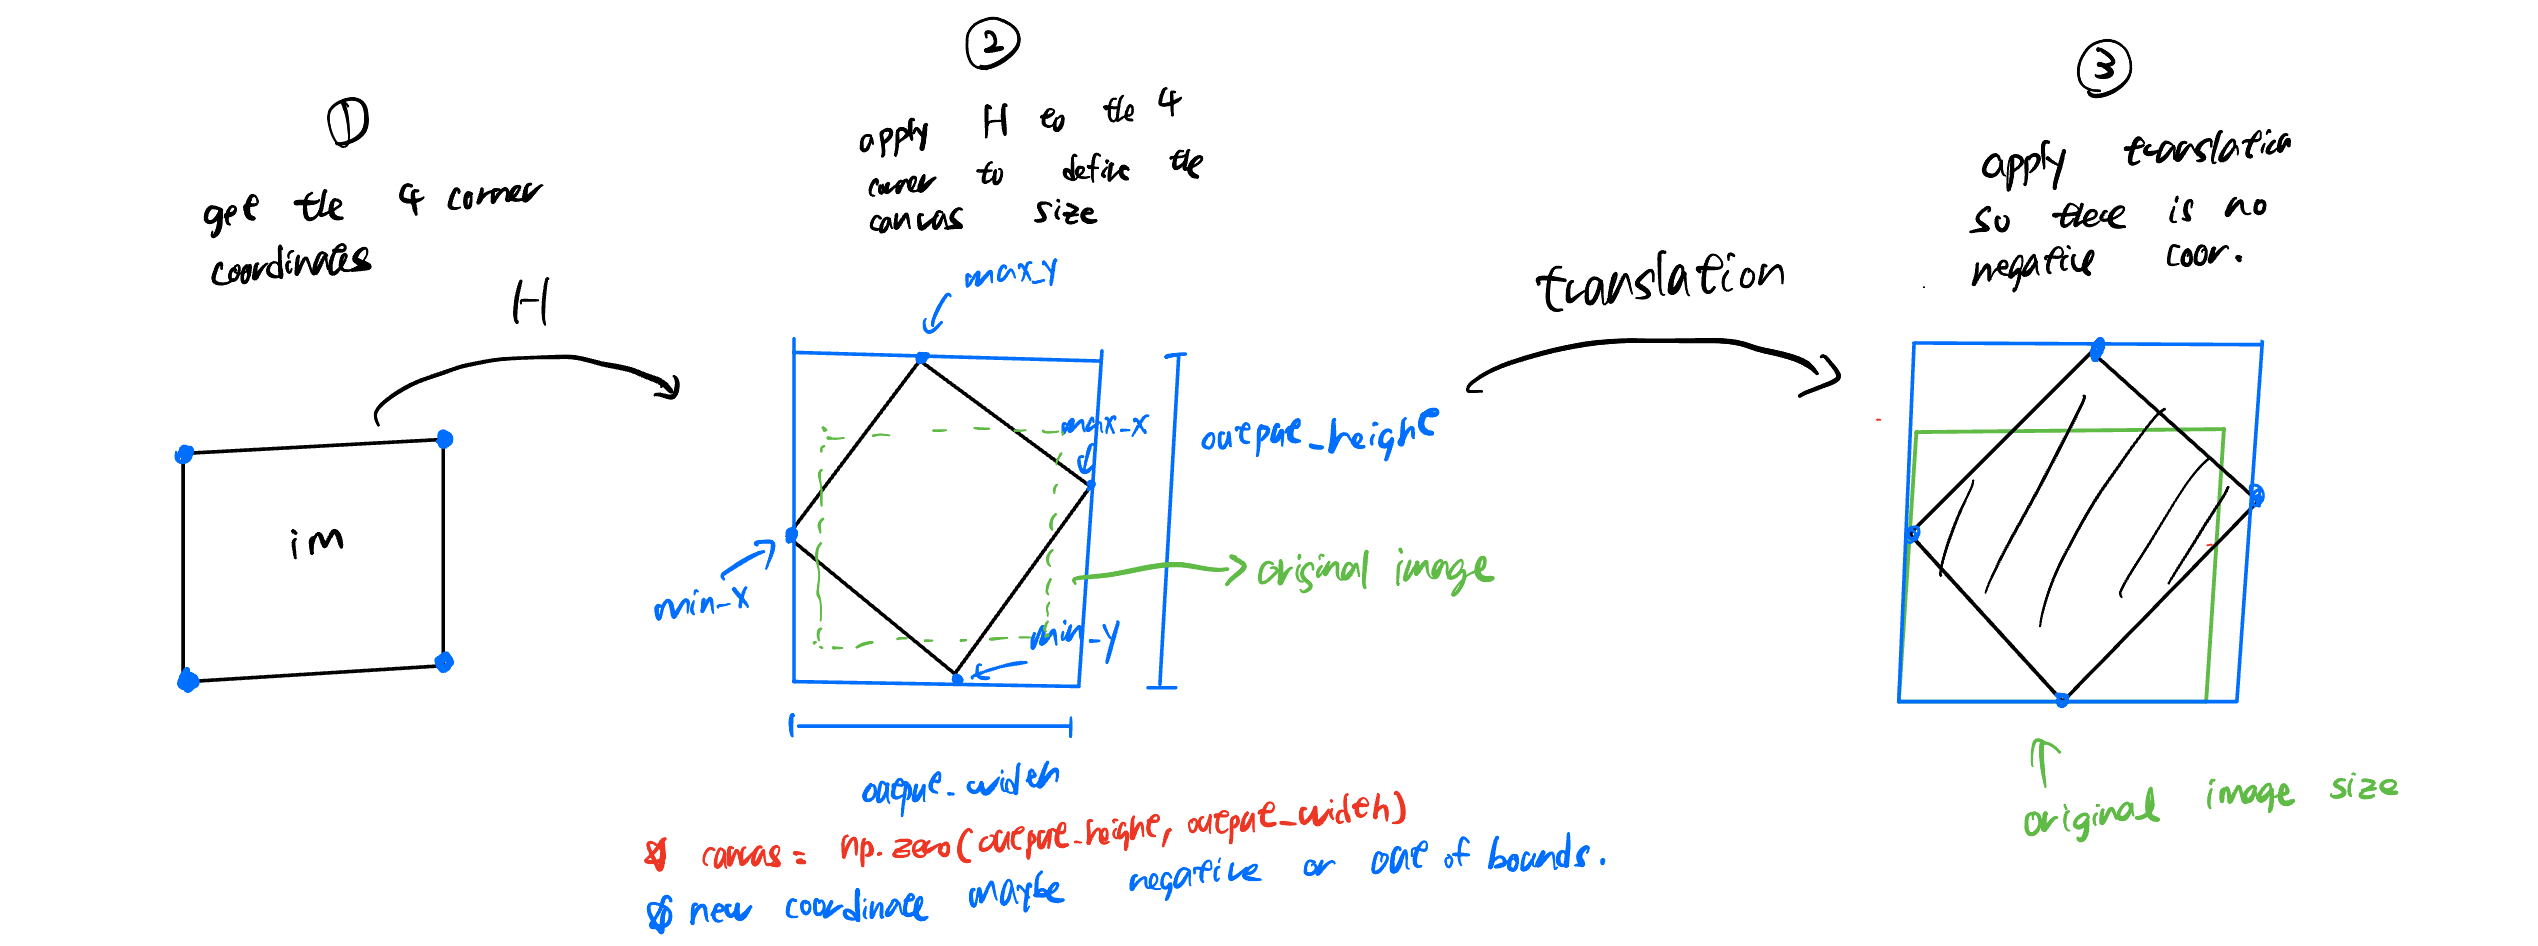 ①
get the 4 corner
coordinates
H
im
②
apply H to the 4
corner to define the
canvas size
max_y
max_x
min_x
min_y
output_height
output_width
original image
* canvas = np.zero(output_height, output_width)
* new coordinate maybe negative or out of bounds.
translation
③
apply translation
so there is no
negative coor.
original image size